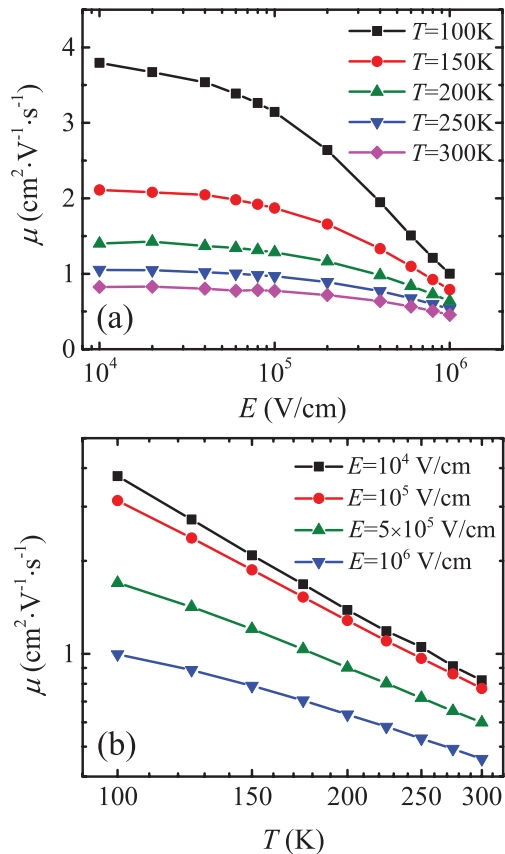 (a)
T=100K
T=150K
T=200K
T=250K
T=300K
μ (cm²·V⁻¹·s⁻¹)
4
3
2
1
0
10⁴ 10⁵ 10⁶
E (V/cm)
(b)
E=10⁴ V/cm
E=10⁵ V/cm
E=5×10⁵ V/cm
E=10⁶ V/cm
μ (cm²·V⁻¹·s⁻¹)
1
100 150 200 250 300
T (K)